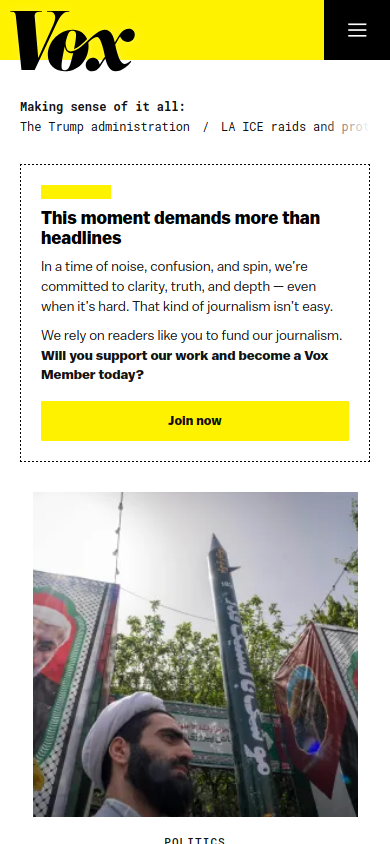 Vox
Making sense of it all:
The Trump administration / LA ICE raids and prot
This moment demands more than
headlines
In a time of noise, confusion, and spin, we're
committed to clarity, truth, and depth — even
when it's hard. That kind of journalism isn't easy.
We rely on readers like you to fund our journalism.
Will you support our work and become a Vox
Member today?
Join now
POLITICS